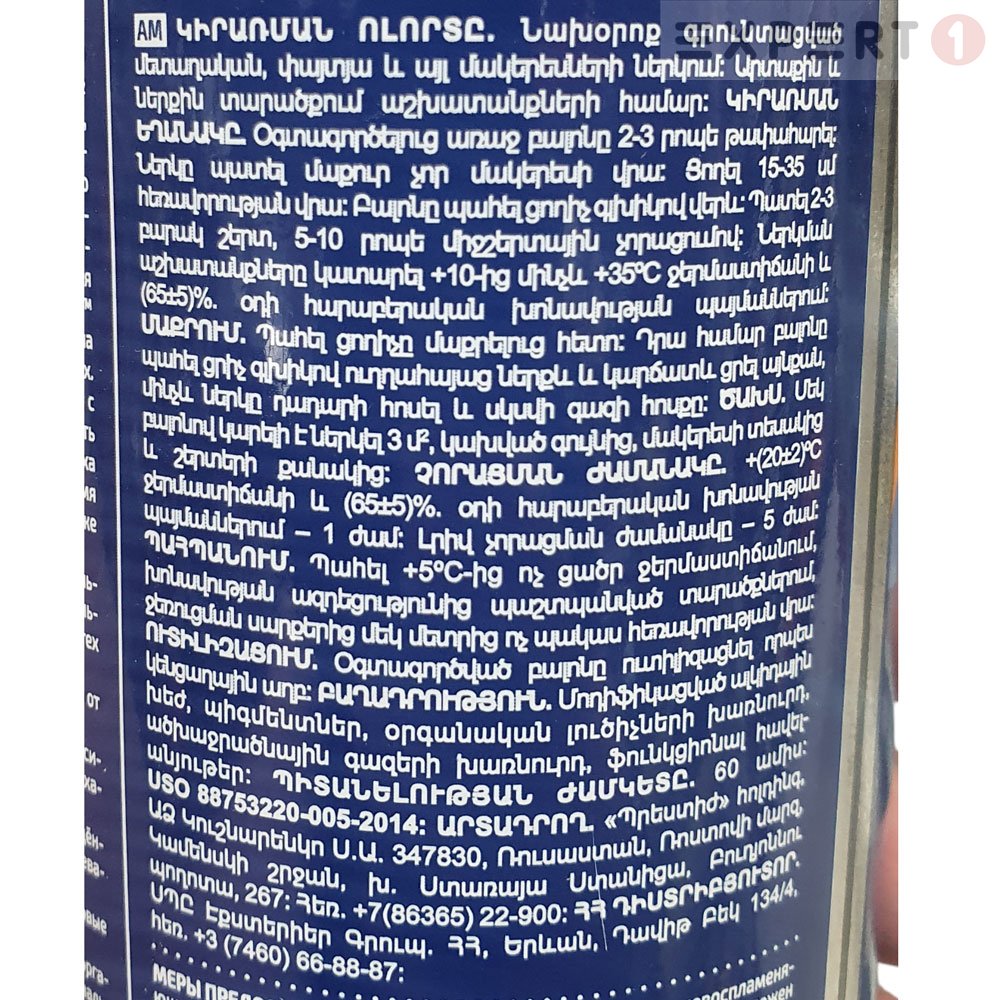 EXPERT 1
AM ԿԻՐԱՌՄԱՆ ՈԼՈՐՏԸ. Նախօրոք գրունտացված
մետաղական, փայտյա և այլ մակերեսների ներկում: Արտաքին և
ներքին տարածքում աշխատանքների համար: ԿԻՐԱՌՄԱՆ
ԵՂԱՆԱԿԸ. Օգտագործելուց առաջ բալոնը 2-3 րոպե թափահարել:
Ներկը պատել մաքուր չոր մակերեսի վրա: Ցողել 15-35 սմ
հեռավորության վրա: Բալոնը պահել ցողիչ գլխիկով վերև: Պատել 2-3
բարակ շերտ, 5-10 րոպե միջշերտային չորացումով: Ներկման
աշխատանքները կատարել +10-ից մինչև +35ºC ջերմաստիճանի և
(65±5)%. օդի հարաբերական խոնավության պայմաններում:
ՄԱՔՐՈՒՄ. Պահել ցողիչը մաքրելուց հետո: Դրա համար բալոնը
պահել ցրիչ գլխիկով ուղղահայաց ներքև և կարճատև ցրել այնքան,
մինչև ներկը դադարի հոսել և սկսվի գազի հոսքը: ԾԱԽՍ. Մեկ
բալոնով կարելի է ներկել 3 մ², կախված գույնից, մակերեսի տեսակից
և շերտերի քանակից: ՉՈՐԱՑՄԱՆ ԺԱՄԱՆԱԿԸ. +(20±2)ºC
ջերմաստիճանի և (65±5)%. օդի հարաբերական խոնավության
պայմաններում – 1 ժամ: Լրիվ չորացման ժամանակը – 5 ժամ:
ՊԱՀՊԱՆՈՒՄ. Պահել +5ºC-ից ոչ ցածր ջերմաստիճանում,
խոնավության ազդեցությունից պաշտպանված տարածքներում,
ջեռուցման սարքերից մեկ մետրից ոչ պակաս հեռավորության վրա:
ՈՒՏԻԼԻԶԱՑՈՒՄ. Օգտագործված բալոնը ուտիլիզացնել որպես
կենցաղային աղբ: ԲԱՂԱԴՐՈՒԹՅՈՒՆ. Մոդիֆիկացված ալկիդային
խեժ, պիգմենտներ, օրգանական լուծիչների խառնուրդ,
ածխաջրածնային գազերի խառնուրդ, ֆունկցիոնալ հավել-
անյութեր: ՊԻՏԱՆԵԼՈՒԹՅԱՆ ԺԱՄԿԵՏԸ. 60 ամիս:
USO 88753220-005-2014: ԱՐՏԱԴՐՈՂ. «Պրեստիժ» հոլդինգ,
ԱՁ Կուշնարենկո Ս.Ա. 347830, Ռուսաստան, Ռոստովի մարզ,
Կամենսկի շրջան, խ. Ստառայա Ստանիցա, Բուդյոննու
պողոտա, 267: Հեռ. +7(86365) 22-900: ՀՀ ԴԻՍՏՐԻԲՅՈՒՏՈՐ.
ՍՊԸ Էքստերիեր Գրուպ. ՀՀ, Երևան, Դավիթ Բեկ 134/4,
հեռ. +3 (7460) 66-88-87: